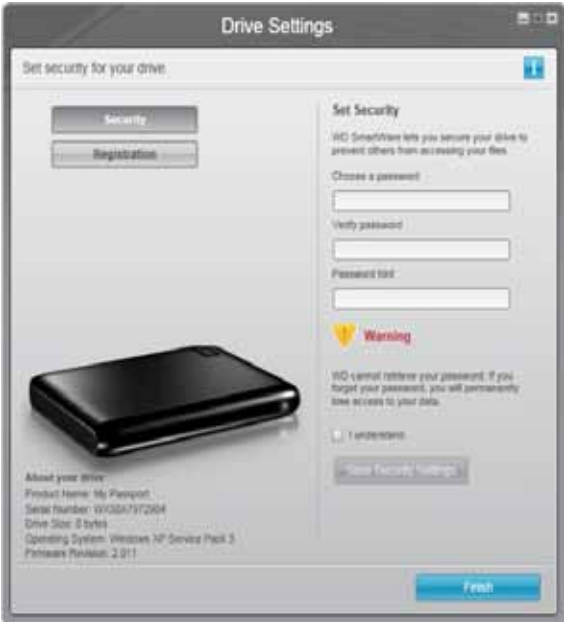 Drive Settings
Set security for your drive.
Security
Registration
Set Security
WD SmartWare lets you secure your drive to
prevent others from accessing your files.
Choose a password
Verify password
Password hint
Warning
WD cannot retrieve your password. If you
forget your password, you will permanently
lose access to your data.
I understand.
Save Security Settings
About your drive
Product Name: My Passport
Serial Number:
Drive Size: 0 bytes
Operating System: Windows XP Service Pack 3
Firmware Revision: 2.011
Finish